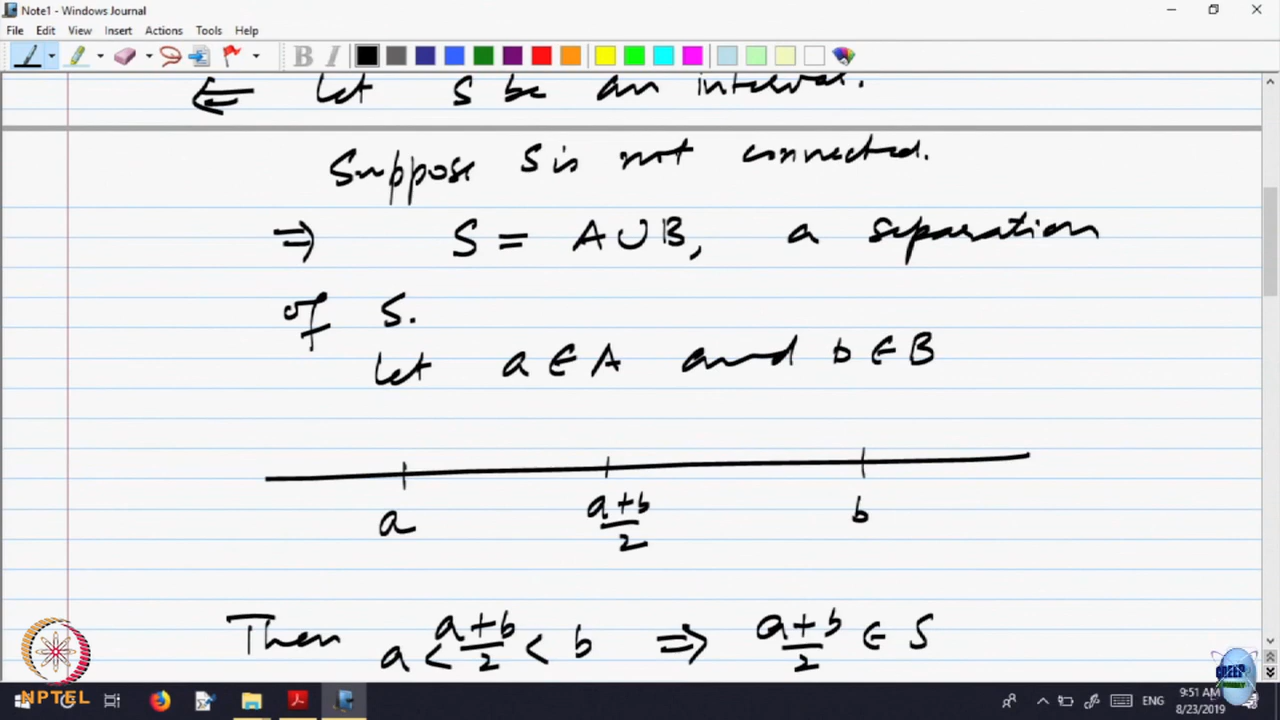 Note1 - Windows Journal
File Edit View Insert Actions Tools Help
B I
⇐ Let S be an interval.
Suppose S is not connected.
⇒ S = A∪B, a separation
of S.
Let a ∈ A and b ∈ B
a (a+b)/2 b
Then a < (a+b)/2 < b ⇒ (a+b)/2 ∈ S
NPTEL
ENG 9:51 AM
8/23/2019